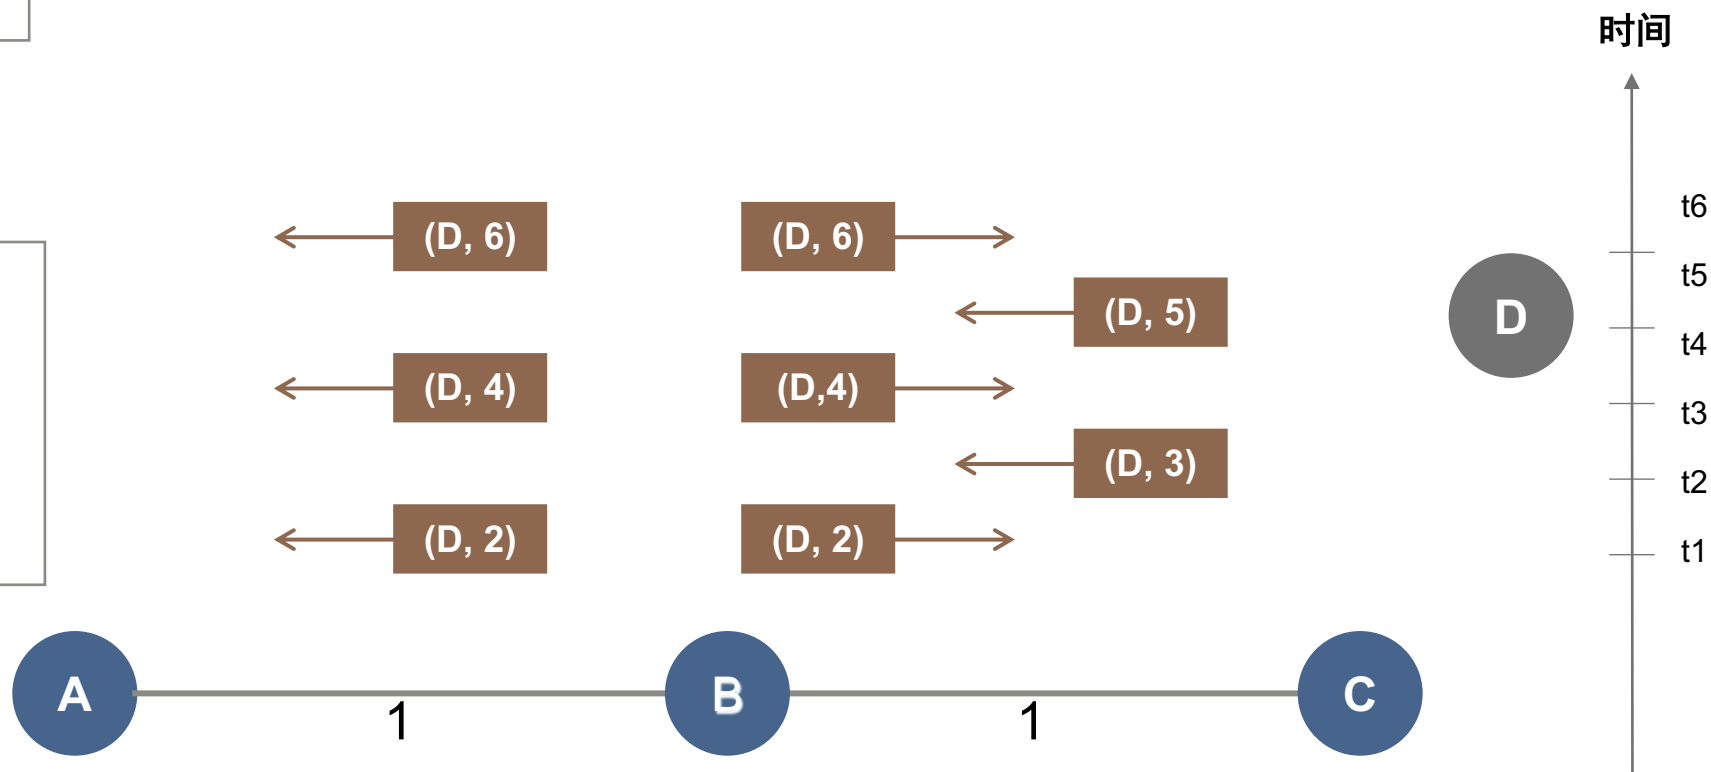 时间
t6
(D, 6) (D, 6)
t5
(D, 5)
D
t4
(D, 4) (D,4)
t3
(D, 3)
t2
(D, 2) (D, 2)
t1
A B C
1 1